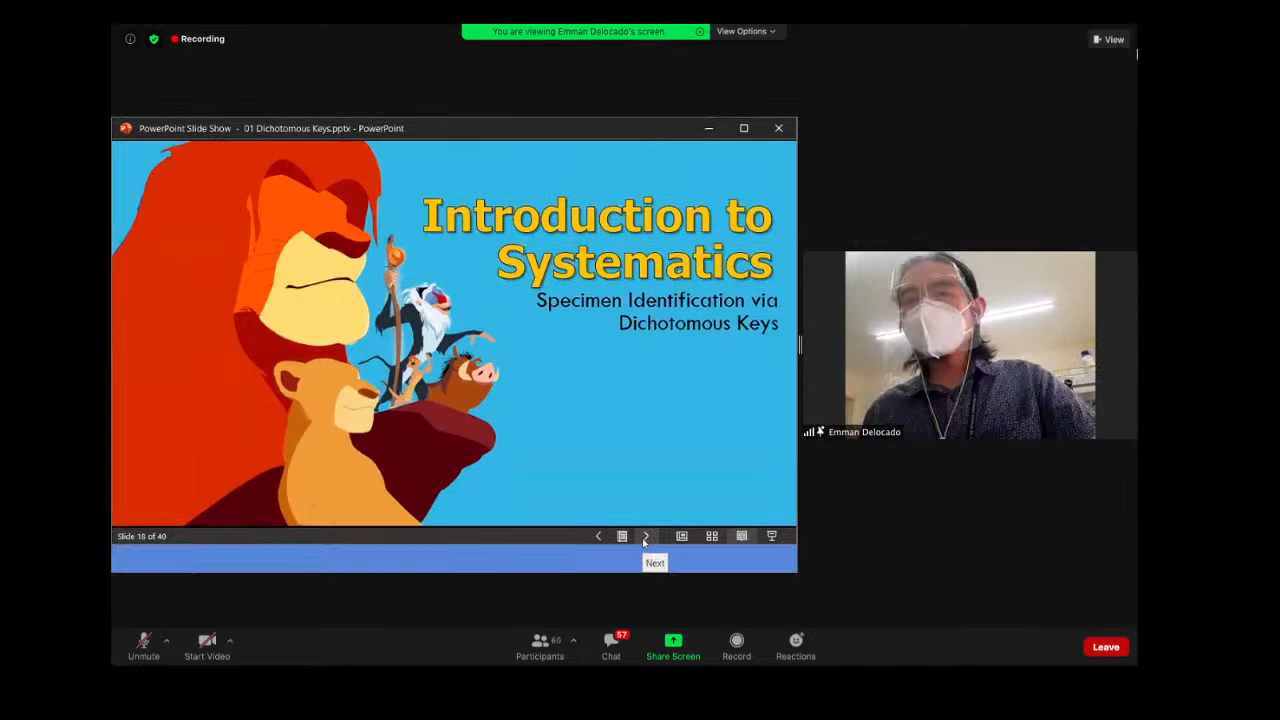 Recording
You are viewing Emman Delocado's screen
View Options
View
PowerPoint Slide Show - 01 Dichotomous Keys.pptx - PowerPoint
Introduction to
Systematics
Specimen Identification via
Dichotomous Keys
Emman Delocado
Slide 18 of 40
Next
Unmute
Start Video
60
Participants
57
Chat
Share Screen
Record
Reactions
Leave